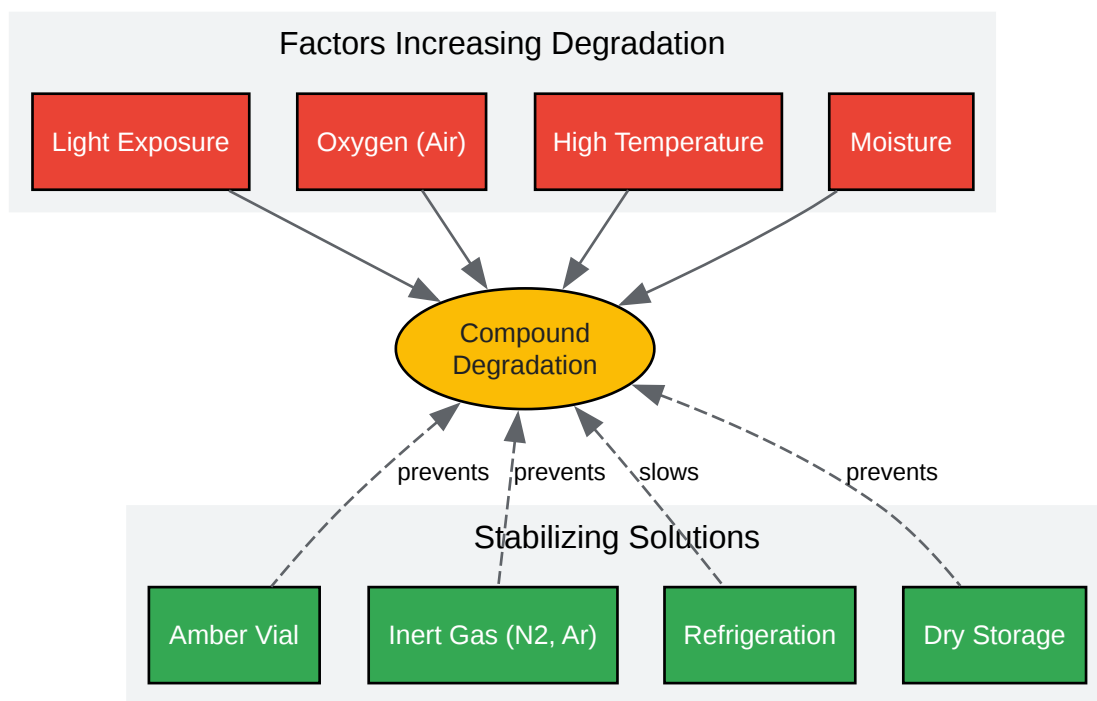 Factors Increasing Degradation
Light Exposure
Oxygen (Air)
High Temperature
Moisture
Compound
Degradation
prevents
prevents
slows
prevents
Stabilizing Solutions
Amber Vial
Inert Gas (N2, Ar)
Refrigeration
Dry Storage